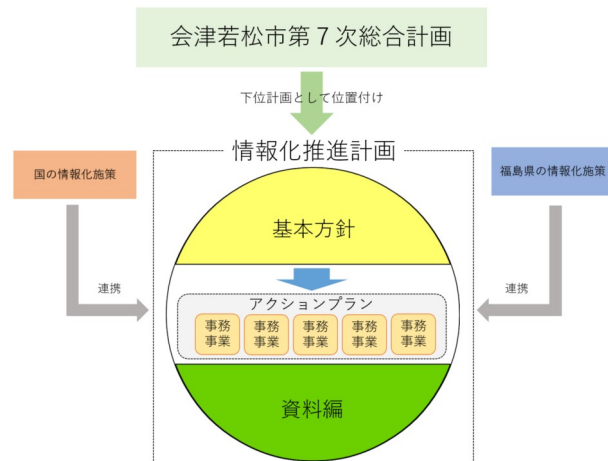 会津若松市第７次総合計画
下位計画として位置付け
情報化推進計画
国の情報化施策
福島県の情報化施策
基本方針
連携
連携
アクションプラン
事務
事業
事務
事業
事務
事業
事務
事業
事務
事業
資料編